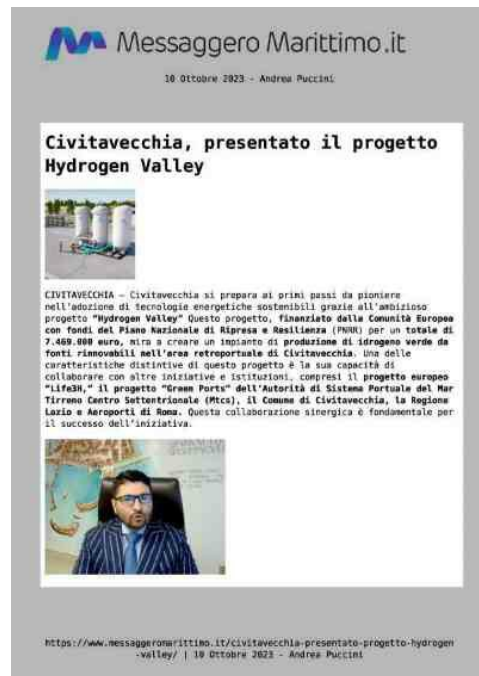 Messaggero Marittimo.it
10 Ottobre 2023 - Andrea Puccini
Civitavecchia, presentato il progetto
Hydrogen Valley
CIVITAVECCHIA – Civitavecchia si prepara ai primi passi da pioniere
nell'adozione di tecnologie energetiche sostenibili grazie all'ambizioso
progetto "Hydrogen Valley" Questo progetto, finanziato dalla Comunità Europea
con fondi del Piano Nazionale di Ripresa e Resilienza (PNRR) per un totale di
7.469.000 euro, mira a creare un impianto di produzione di idrogeno verde da
fonti rinnovabili nell'area retroportuale di Civitavecchia. Una delle
caratteristiche distintive di questo progetto è la sua capacità di
collaborare con altre iniziative e istituzioni, compresi il progetto europeo
"Life3H," il progetto "Green Ports" dell'Autorità di Sistema Portuale del Mar
Tirreno Centro Settentrionale (Mtcs), il Comune di Civitavecchia, la Regione
Lazio e Aeroporti di Roma. Questa collaborazione sinergica è fondamentale per
il successo dell'iniziativa.
https://www.messaggeromarittimo.it/civitavecchia-presentato-progetto-hydrogen
-valley/ | 10 Ottobre 2023 - Andrea Puccini